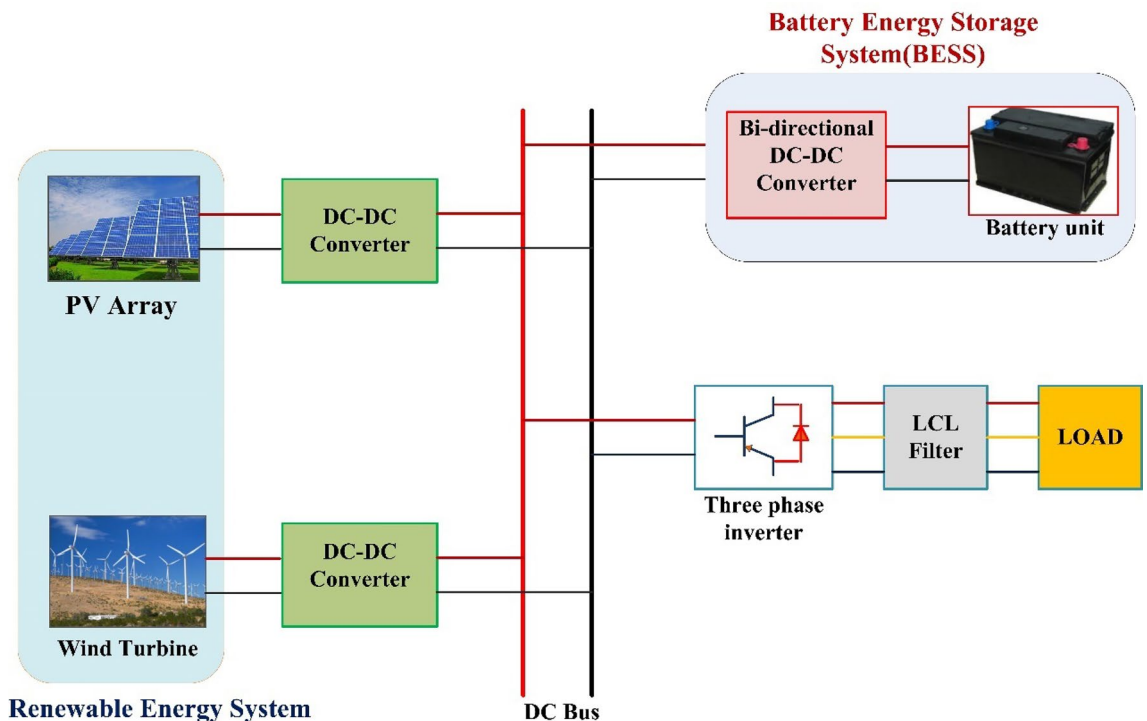 Battery Energy Storage
System(BESS)
Bi-directional
DC-DC
Converter
Battery unit
DC-DC
Converter
PV Array
LCL
Filter
LOAD
Three phase
inverter
DC-DC
Converter
Wind Turbine
Renewable Energy System
DC Bus